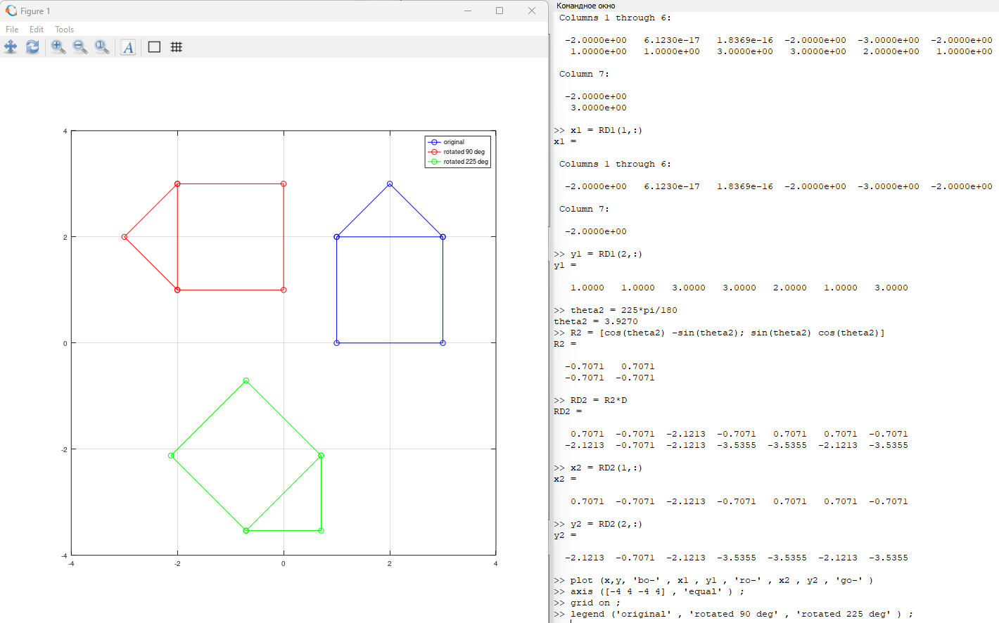 Figure 1
File Edit Tools
A
4
2
0
-2
-4
-4 -2 0 2 4
original
rotated 90 deg
rotated 225 deg
Командное окно
Columns 1 through 6:
-2.0000e+00 6.1230e-17 1.8369e-16 -2.0000e+00 -3.0000e+00 -2.0000e+00
1.0000e+00 1.0000e+00 3.0000e+00 3.0000e+00 2.0000e+00 1.0000e+00
Column 7:
-2.0000e+00
3.0000e+00
>> x1 = RD1(1,:)
x1 =
Columns 1 through 6:
-2.0000e+00 6.1230e-17 1.8369e-16 -2.0000e+00 -3.0000e+00 -2.0000e+00
Column 7:
-2.0000e+00
>> y1 = RD1(2,:)
y1 =
1.0000 1.0000 3.0000 3.0000 2.0000 1.0000 3.0000
>> theta2 = 225*pi/180
theta2 = 3.9270
>> R2 = [cos(theta2) -sin(theta2); sin(theta2) cos(theta2)]
R2 =
-0.7071 0.7071
-0.7071 -0.7071
>> RD2 = R2*D
RD2 =
0.7071 -0.7071 -2.1213 -0.7071 0.7071 0.7071 -0.7071
-2.1213 -0.7071 -2.1213 -3.5355 -3.5355 -2.1213 -3.5355
>> x2 = RD2(1,:)
x2 =
0.7071 -0.7071 -2.1213 -0.7071 0.7071 0.7071 -0.7071
>> y2 = RD2(2,:)
y2 =
-2.1213 -0.7071 -2.1213 -3.5355 -3.5355 -2.1213 -3.5355
>> plot (x,y, 'bo-' , x1 , y1 , 'ro-' , x2 , y2 , 'go-' )
>> axis ([-4 4 -4 4] , 'equal' ) ;
>> grid on ;
>> legend ('original' , 'rotated 90 deg' , 'rotated 225 deg' ) ;